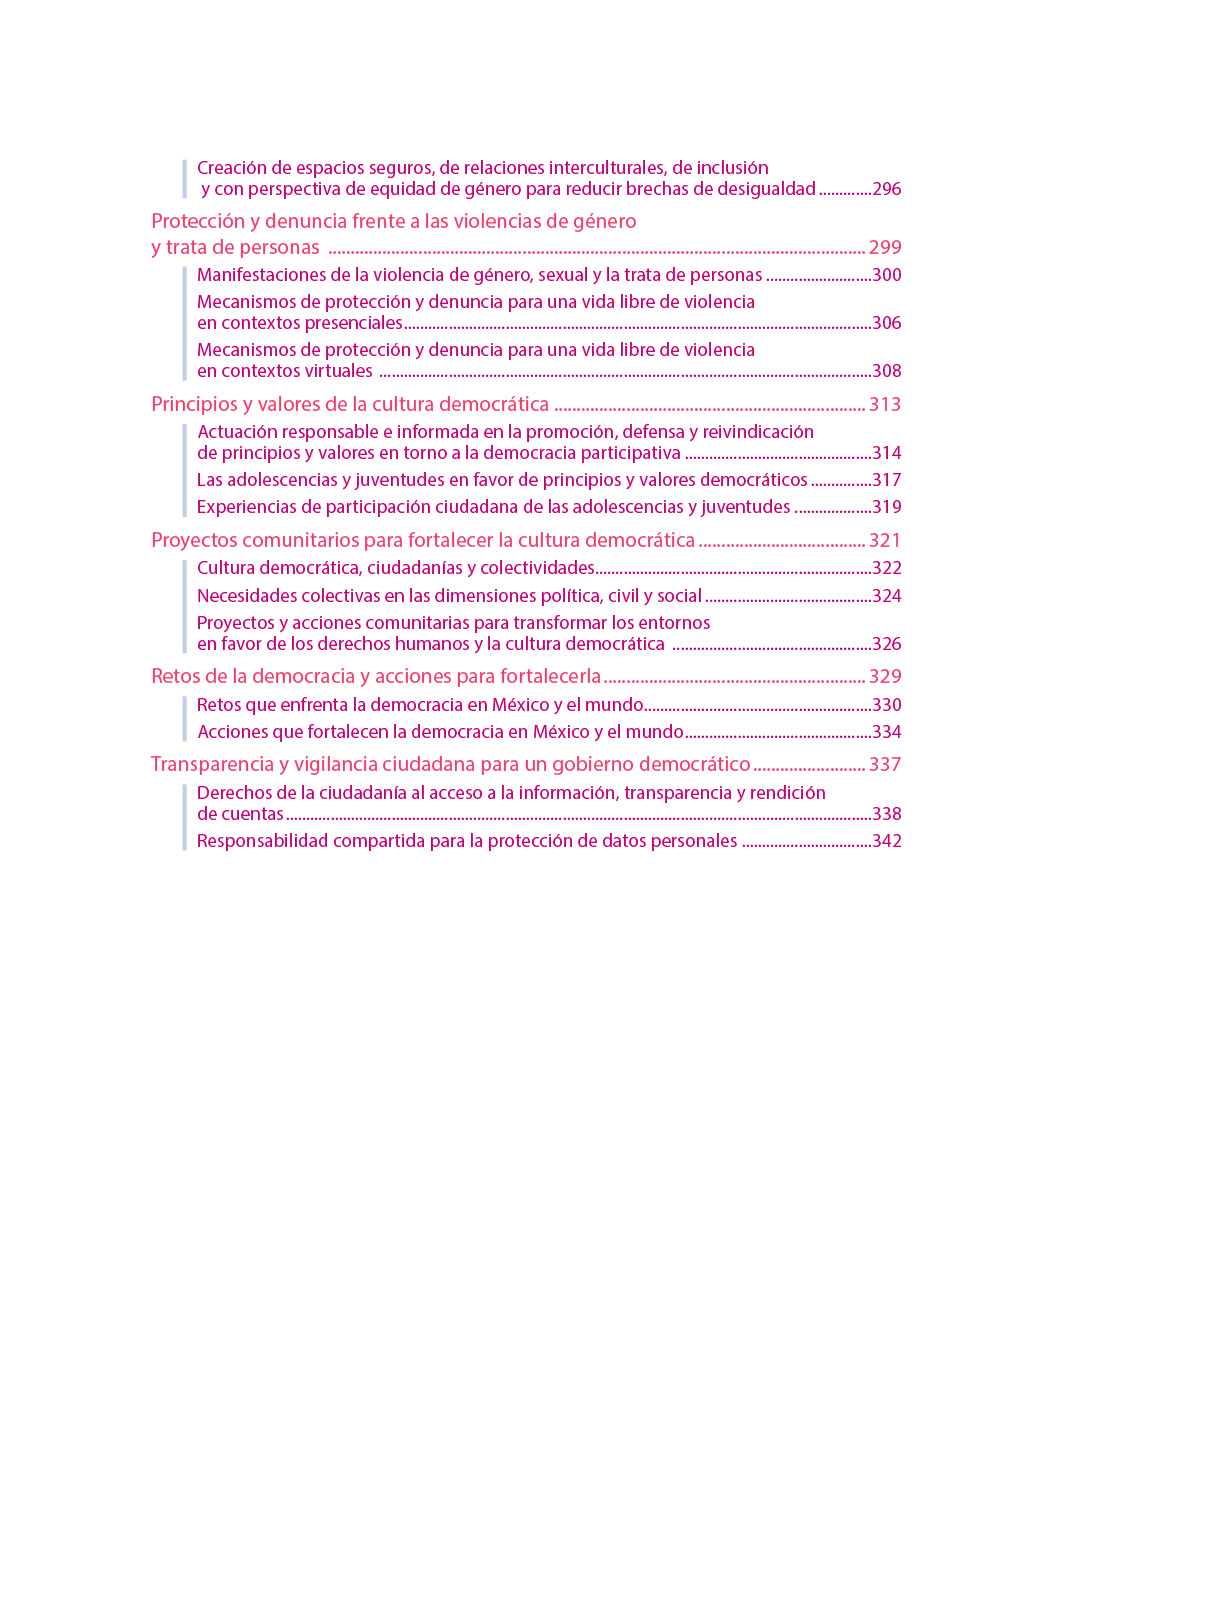 Creación de espacios seguros, de relaciones interculturales, de inclusión
y con perspectiva de equidad de género para reducir brechas de desigualdad .............296
Protección y denuncia frente a las violencias de género
y trata de personas ........................................................................................................................ 299
Manifestaciones de la violencia de género, sexual y la trata de personas ..........................300
Mecanismos de protección y denuncia para una vida libre de violencia
en contextos presenciales...................................................................................................................306
Mecanismos de protección y denuncia para una vida libre de violencia
en contextos virtuales .........................................................................................................................308
Principios y valores de la cultura democrática ..................................................................... 313
Actuación responsable e informada en la promoción, defensa y reivindicación
de principios y valores en torno a la democracia participativa ..............................................314
Las adolescencias y juventudes en favor de principios y valores democráticos ...............317
Experiencias de participación ciudadana de las adolescencias y juventudes ...................319
Proyectos comunitarios para fortalecer la cultura democrática ..................................... 321
Cultura democrática, ciudadanías y colectividades....................................................................322
Necesidades colectivas en las dimensiones política, civil y social .........................................324
Proyectos y acciones comunitarias para transformar los entornos
en favor de los derechos humanos y la cultura democrática .................................................326
Retos de la democracia y acciones para fortalecerla .......................................................... 329
Retos que enfrenta la democracia en México y el mundo........................................................330
Acciones que fortalecen la democracia en México y el mundo..............................................334
Transparencia y vigilancia ciudadana para un gobierno democrático ......................... 337
Derechos de la ciudadanía al acceso a la información, transparencia y rendición
de cuentas ................................................................................................................................................338
Responsabilidad compartida para la protección de datos personales ................................342